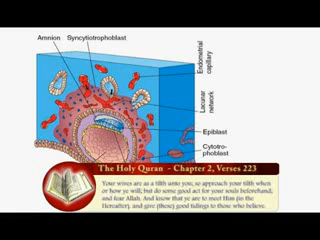 Amnion Syncytiotrophoblast
Endometrial
capillary
Lacunar
network
Epiblast
Cytotro-
phoblast
The Holy Quran - Chapter 2, Verses 223
Your wives are as a tilth unto you; so approach your tilth when
or how ye will; but do some good act for your souls beforehand;
and fear Allah. And know that ye are to meet Him (in the
Hereafter), and give (these) good tidings to those who believe.